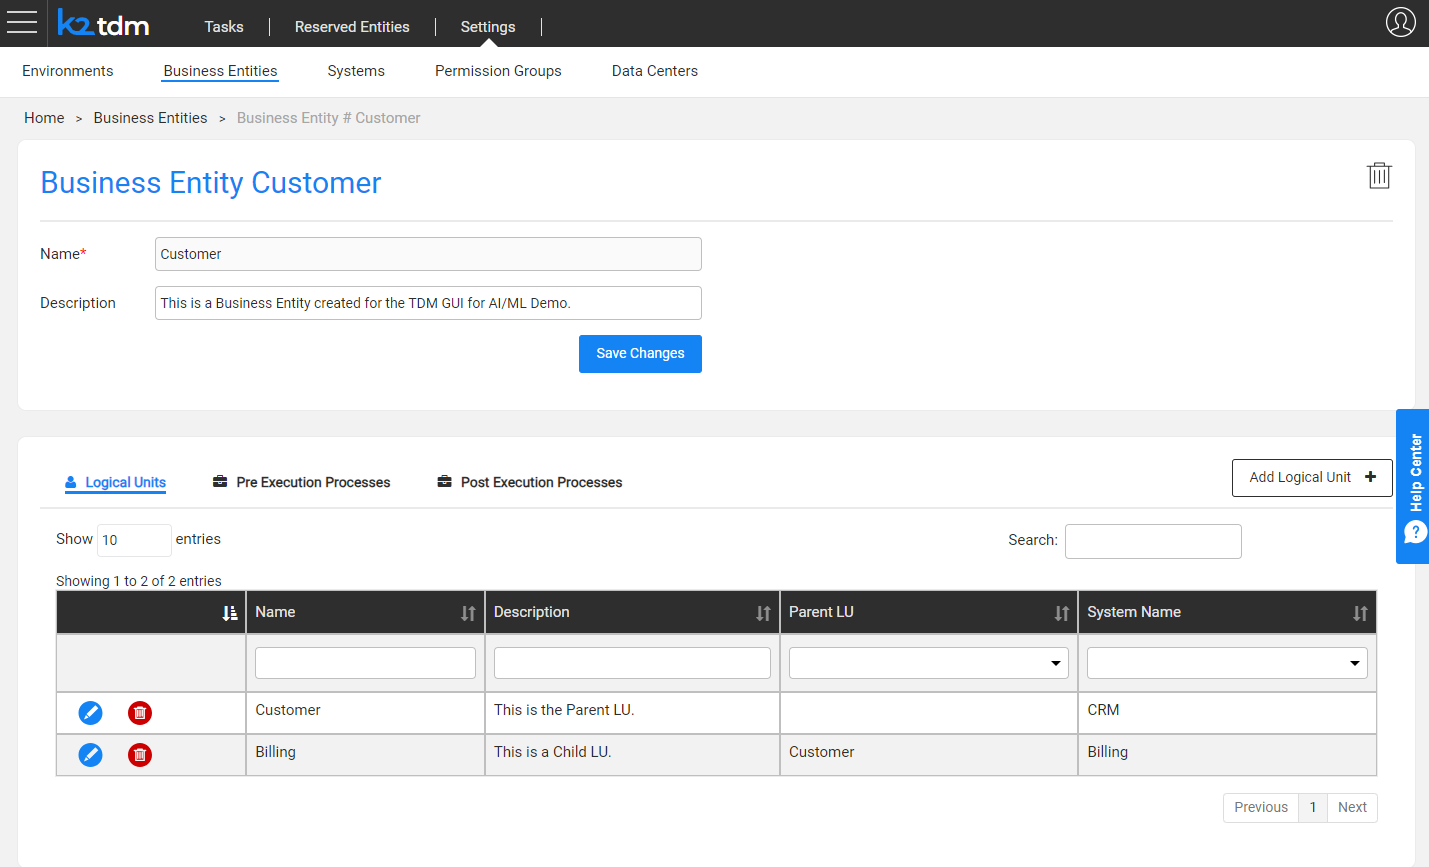 k2tdm Tasks Reserved Entities Settings
Environments Business Entities Systems Permission Groups Data Centers
Home > Business Entities > Business Entity # Customer
Business Entity Customer
Name* Customer
Description This is a Business Entity created for the TDM GUI for AI/ML Demo.
Save Changes
Help Center
?
Logical Units Pre Execution Processes Post Execution Processes Add Logical Unit +
Show 10 entries Search:
Showing 1 to 2 of 2 entries
Name Description Parent LU System Name
Customer This is the Parent LU. CRM
Billing This is a Child LU. Customer Billing
Previous 1 Next